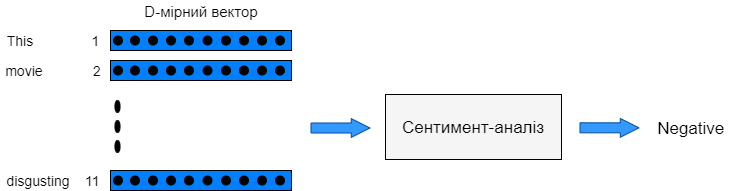 D-мірний вектор
This 1
movie 2
disgusting 11
Сентимент-аналіз
Negative